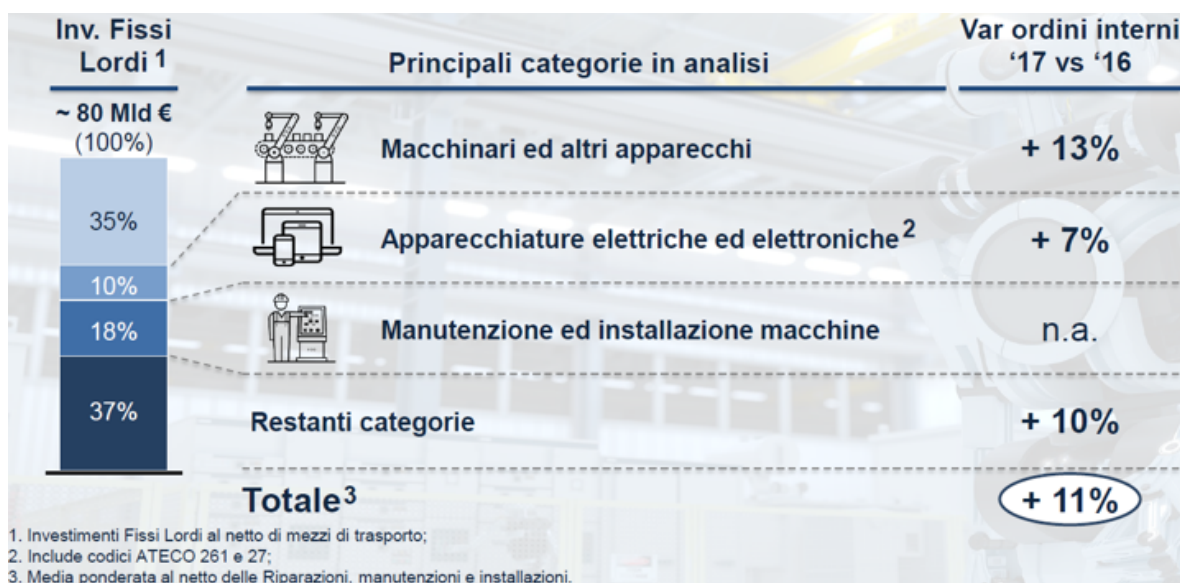 Inv. Fissi
Lordi 1
Principali categorie in analisi
Var ordini interni
‘17 vs ‘16
~ 80 Mld €
(100%)
35%
Macchinari ed altri apparecchi
+ 13%
10%
Apparecchiature elettriche ed elettroniche 2
+ 7%
18%
Manutenzione ed installazione macchine
n.a.
37%
Restanti categorie
+ 10%
Totale 3
+ 11%
1. Investimenti Fissi Lordi al netto di mezzi di trasporto;
2. Include codici ATECO 261 e 27;
3. Media ponderata al netto delle Riparazioni, manutenzioni e installazioni.